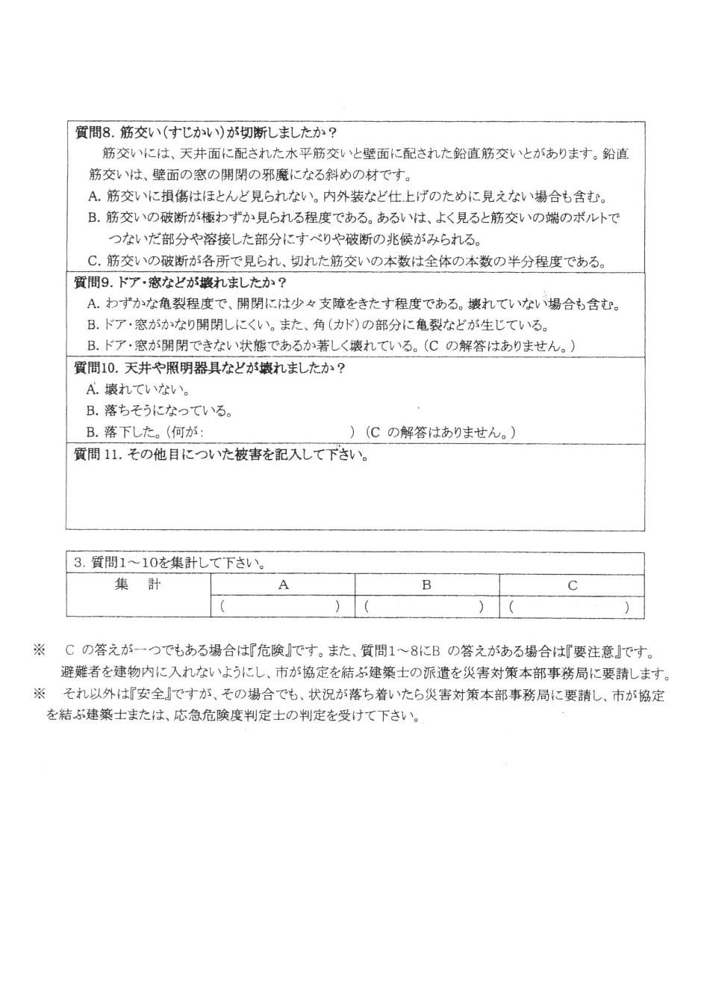 質問8. 筋交い(すじかい)が切断しましたか?
筋交いには、天井面に配された水平筋交いと壁面に配された鉛直筋交いとがあります。鉛直
筋交いは、壁面の窓の開閉の邪魔になる斜めの材です。
A. 筋交いに損傷はほとんど見られない。内外装など仕上げのために見えない場合も含む。
B. 筋交いの破断が極わずか見られる程度である。あるいは、よく見ると筋交いの端のボルトで
つないだ部分や溶接した部分にすべりや破断の兆候がみられる。
C. 筋交いの破断が各所で見られ、切れた筋交いの本数は全体の本数の半分程度である。
質問9. ドア・窓などが壊れましたか?
A. わずかな亀裂程度で、開閉には少々支障をきたす程度である。壊れていない場合も含む。
B. ドア・窓がかなり開閉しにくい。また、角(カド)の部分に亀裂などが生じている。
B. ドア・窓が開閉できない状態であるか著しく壊れている。(C の解答はありません。)
質問10. 天井や照明器具などが壊れましたか?
A. 壊れていない。
B. 落ちそうになっている。
B. 落下した。(何が: ) (C の解答はありません。)
質問 11. その他目についた被害を記入して下さい。
3. 質問1～10を集計して下さい。
集 計 A B C
( ) ( ) ( )
※ C の答えが一つでもある場合は『危険』です。また、質問1～8にB の答えがある場合は『要注意』です。
避難者を建物内に入れないようにし、市が協定を結ぶ建築士の派遣を災害対策本部事務局に要請します。
※ それ以外は『安全』ですが、その場合でも、状況が落ち着いたら災害対策本部事務局に要請し、市が協定
を結ぶ建築士または、応急危険度判定士の判定を受けて下さい。